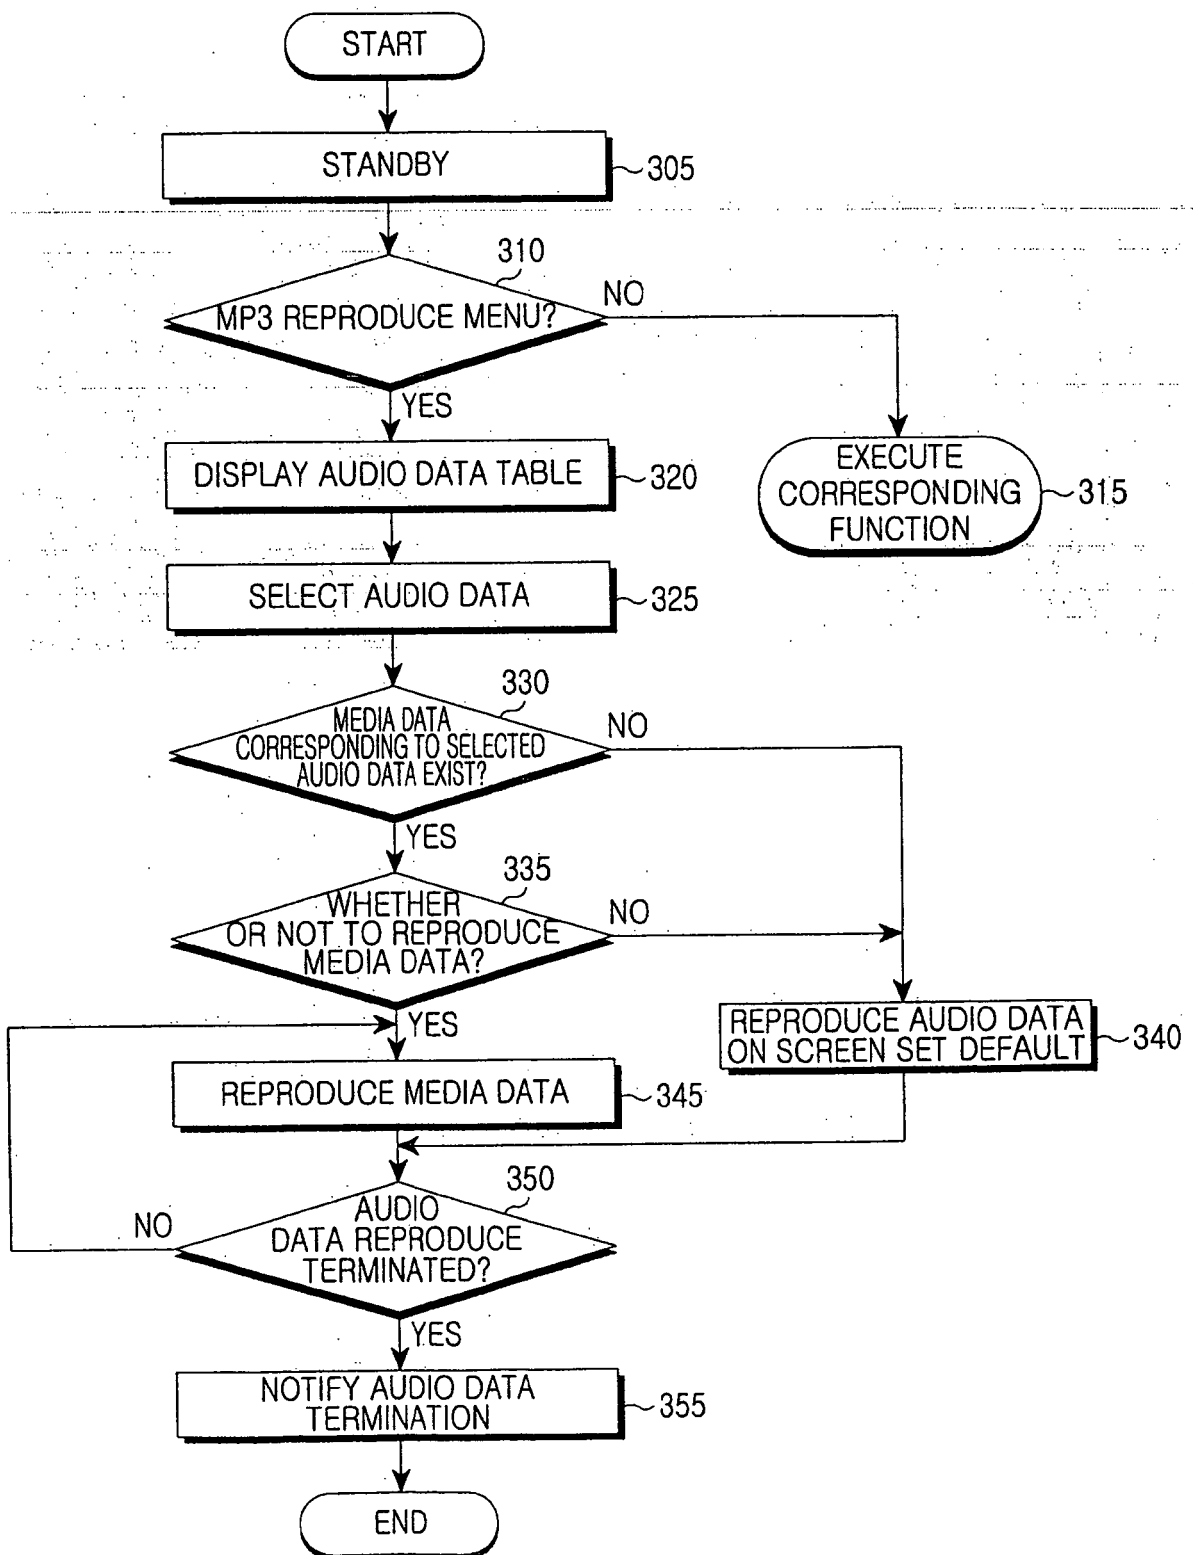 START
STANDBY
305
310
MP3 REPRODUCE MENU?
NO
YES
DISPLAY AUDIO DATA TABLE
320
EXECUTE
CORRESPONDING
FUNCTION
315
SELECT AUDIO DATA
325
330
MEDIA DATA
CORRESPONDING TO SELECTED
AUDIO DATA EXIST?
NO
YES
335
WHETHER
OR NOT TO REPRODUCE
MEDIA DATA?
NO
YES
REPRODUCE AUDIO DATA
ON SCREEN SET DEFAULT
340
REPRODUCE MEDIA DATA
345
350
AUDIO
DATA REPRODUCE
TERMINATED?
NO
YES
NOTIFY AUDIO DATA
TERMINATION
355
END